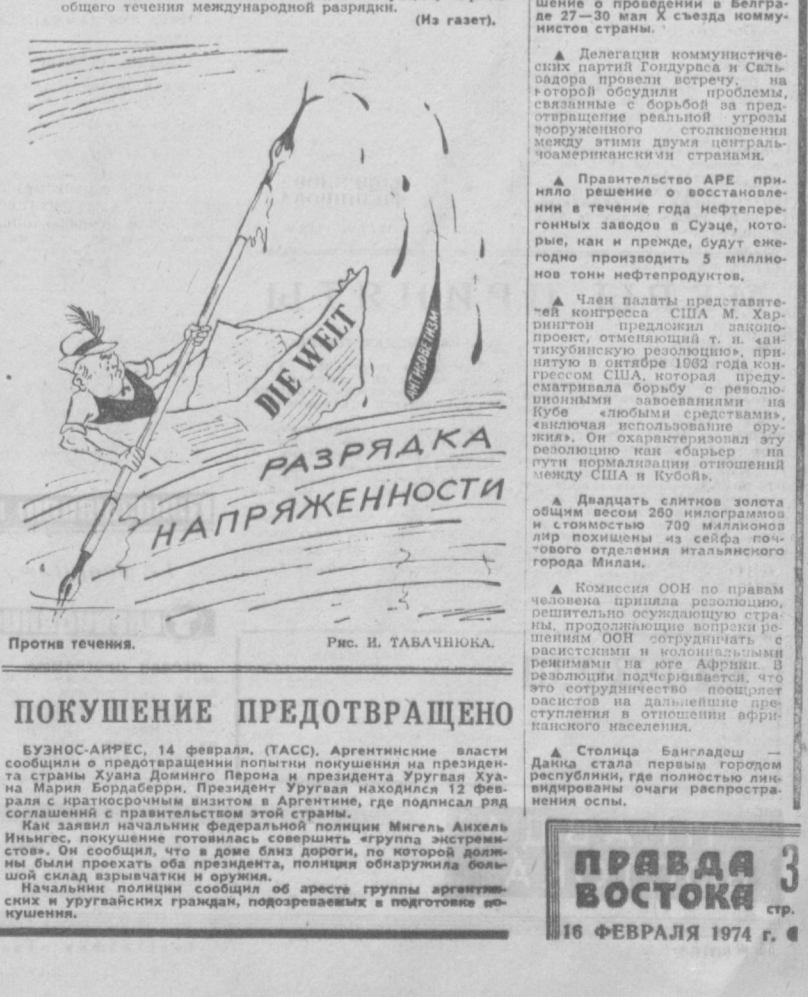 общего течения международной разрядки.
(Из газет).
DIE WELT
АНТИСОВЕТИЗМ
РАЗРЯДКА
НАПРЯЖЕННОСТИ
Против течения.
Рис. И. ТАБАЧНЮКА.
ПОКУШЕНИЕ ПРЕДОТВРАЩЕНО
БУЭНОС-АЙРЕС, 14 февраля. (ТАСС). Аргентинские власти
сообщили о предотвращении попытки покушения на президен-
та страны Хуана Доминго Перона и президента Уругвая Хуа-
на Мария Бордаберри. Президент Уругвая находился 12 фев-
раля с краткосрочным визитом в Аргентине, где подписал ряд
соглашений с правительством этой страны.
Как заявил начальник федеральной полиции Мигель Анхель
Иньигес, покушение готовилась совершить «группа экстреми-
стов». Он сообщил, что в доме близ дороги, по которой долж-
ны были проехать оба президента, полиция обнаружила боль-
шой склад взрывчатки и оружия.
Начальник полиции сообщил об аресте группы аргентин-
ских и уругвайских граждан, подозреваемых в подготовке по-
кушения.
шение о проведении в Белгра-
де 27—30 мая X съезда комму-
нистов страны.
▲ Делегации коммунистиче-
ских партий Гондураса и Саль-
вадора провели встречу, на
которой обсудили проблемы,
связанные с борьбой за пред-
отвращение реальной угрозы
вооруженного столкновения
между этими двумя централь-
ноамериканскими странами.
▲ Правительство АРЕ при-
няло решение о восстановле-
нии в течение года нефтепере-
гонных заводов в Суэце, кото-
рые, как и прежде, будут еже-
годно производить 5 миллио-
нов тонн нефтепродуктов.
▲ Член палаты представите-
лей конгресса США М. Хар-
рингтон предложил законо-
проект, отменяющий т. н. «ан-
тикубинскую резолюцию», при-
нятую в октябре 1962 года кон-
грессом США, которая преду-
сматривала борьбу с револю-
ционными завоеваниями на
Кубе «любыми средствами»,
«включая использование ору-
жия». Он охарактеризовал эту
резолюцию как «барьер на
пути нормализации отношений
между США и Кубой».
▲ Двадцать слитков золота
общим весом 260 килограммов
и стоимостью 700 миллионов
лир похищены из сейфа поч-
тового отделения итальянского
города Милан.
▲ Комиссия ООН по правам
человека приняла резолюцию,
решительно осуждающую стра-
ны, продолжающие вопреки ре-
шениям ООН сотрудничать с
расистскими и колониальными
режимами на юге Африки. В
резолюции подчеркивается, что
это сотрудничество поощряет
расистов на дальнейшие пре-
ступления в отношении афри-
канского населения.
▲ Столица Бангладеш —
Дакка стала первым городом
республики, где полностью лик-
видированы очаги распростра-
нения оспы.
ПРАВДА
ВОСТОКА
3
стр.
16 ФЕВРАЛЯ 1974 г.